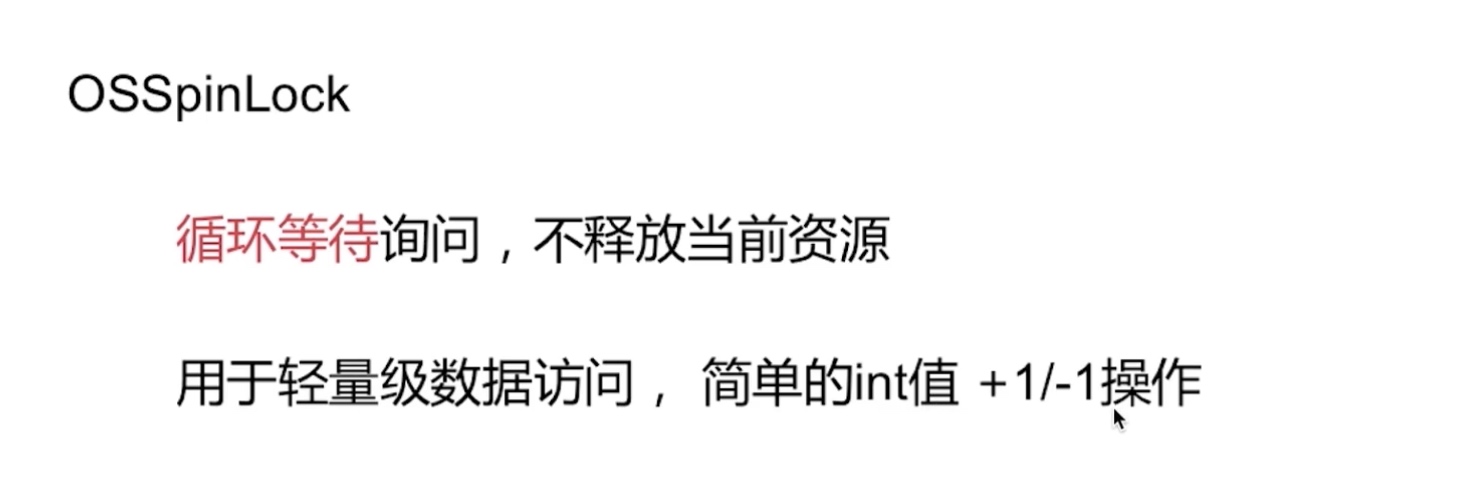 OSSpinLock
循环等待询问，不释放当前资源
用于轻量级数据访问， 简单的int值 +1/-1操作